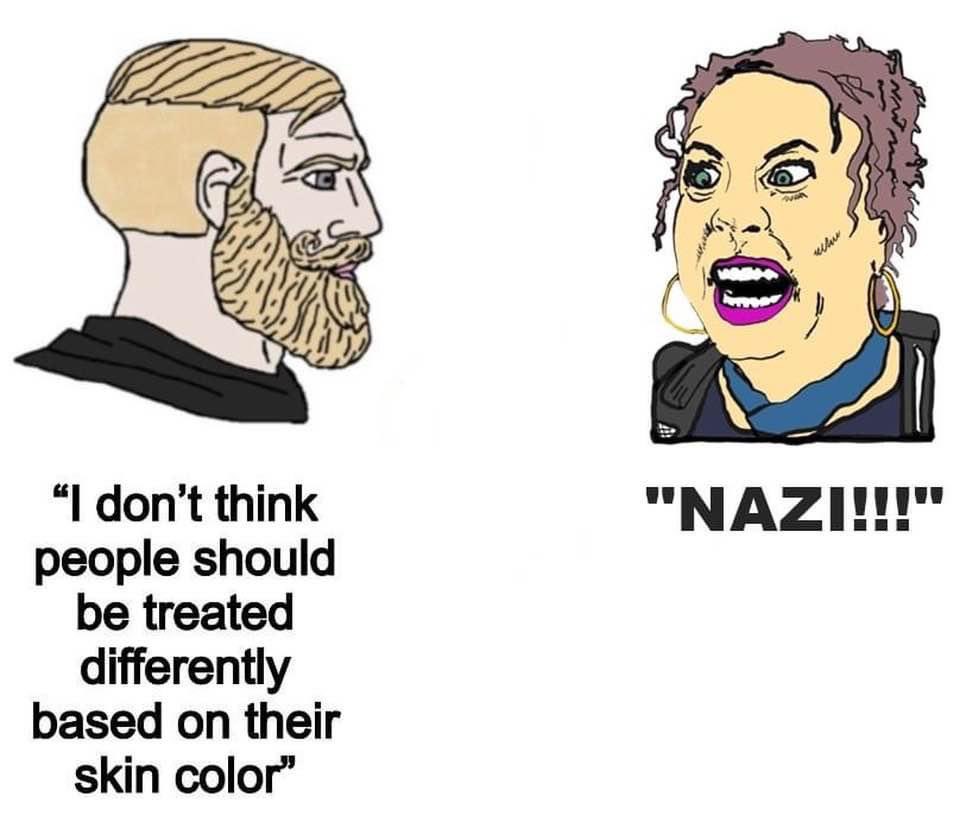 “I don’t think
people should
be treated
differently
based on their
skin color”
"NAZI!!!"